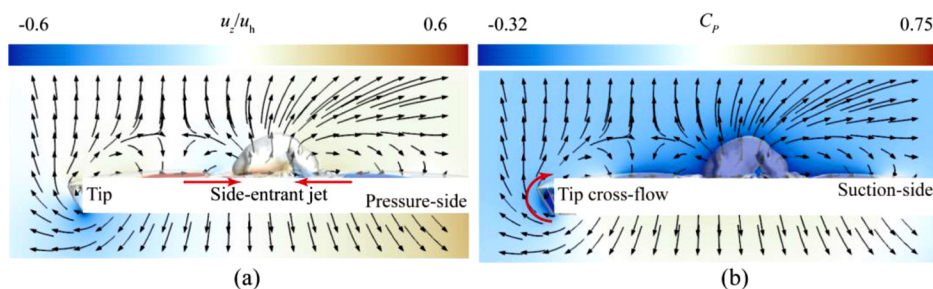 -0.6 u_z/u_h 0.6
-0.32 C_P 0.75
Tip
Side-entrant jet
Pressure-side
Tip cross-flow
Suction-side
(a)
(b)